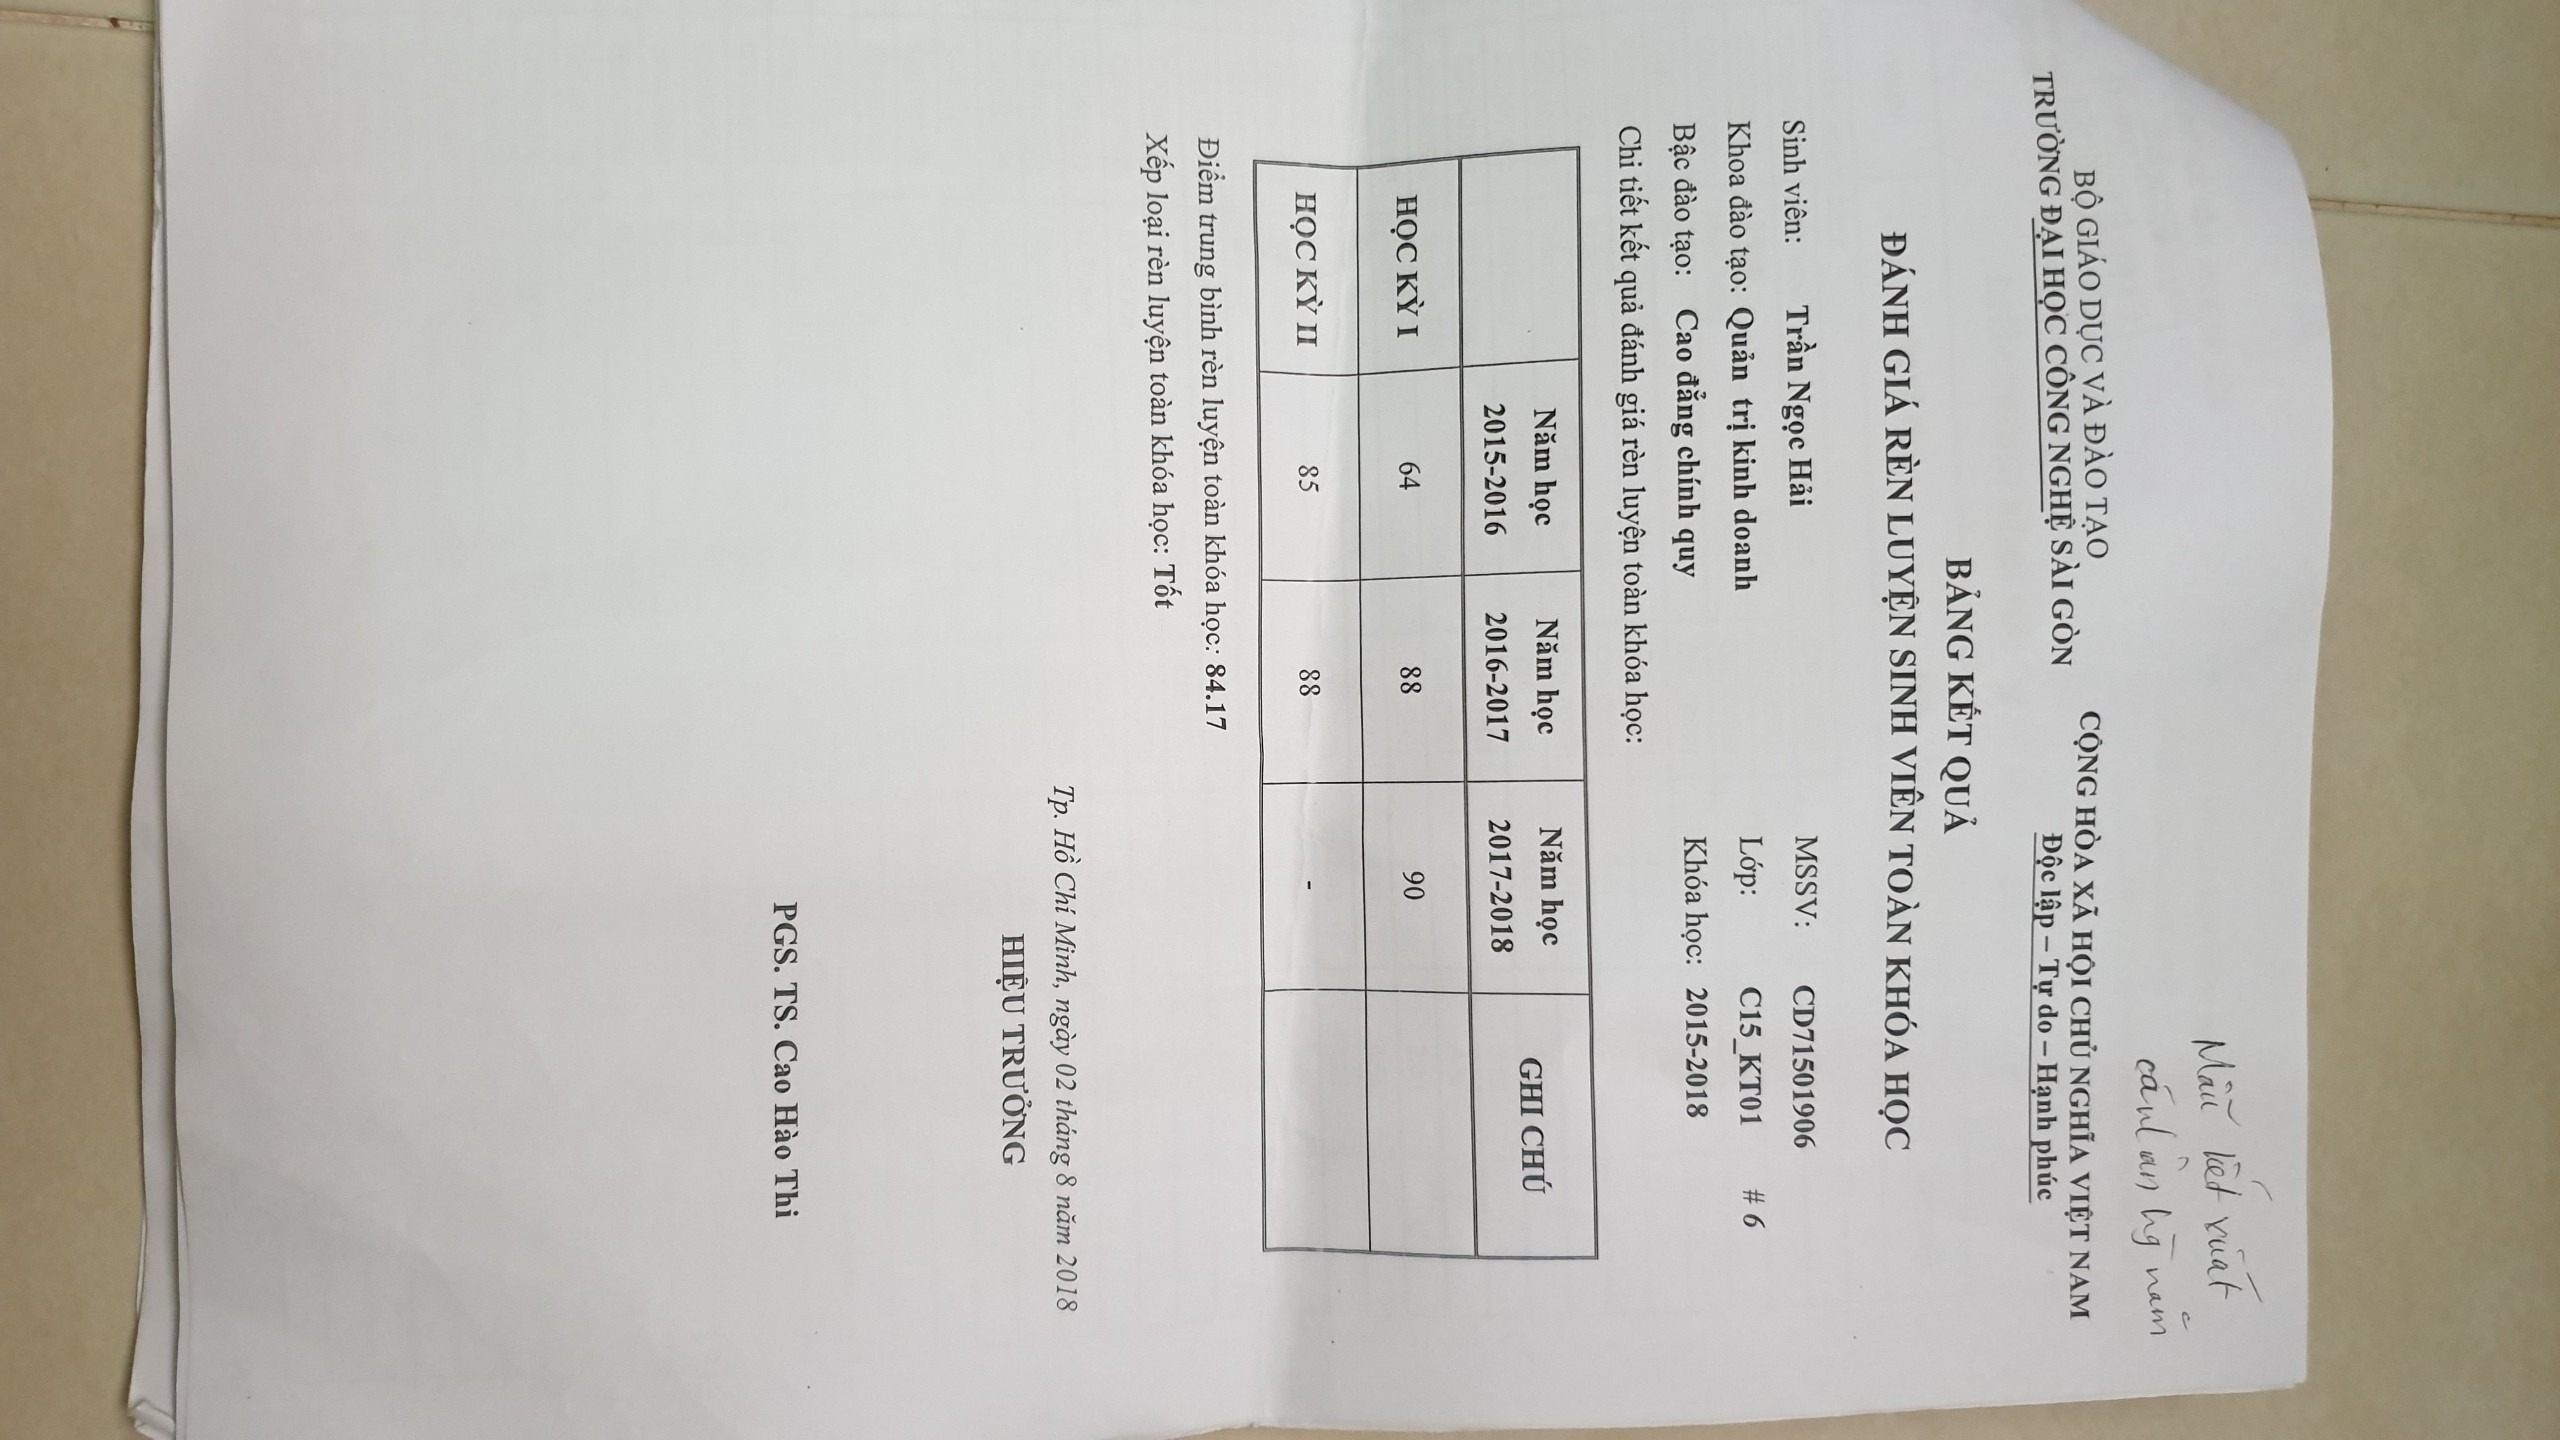 Mẫu kết xuất
cá nhân hg năm
BỘ GIÁO DỤC VÀ ĐÀO TẠO
TRƯỜNG ĐẠI HỌC CÔNG NGHỆ SÀI GÒN
CỘNG HÒA XÃ HỘI CHỦ NGHĨA VIỆT NAM
Độc lập – Tự do – Hạnh phúc
BẢNG KẾT QUẢ
ĐÁNH GIÁ RÈN LUYỆN SINH VIÊN TOÀN KHÓA HỌC
Sinh viên: Trần Ngọc Hải MSSV: CD71501906
Khoa đào tạo: Quản trị kinh doanh Lớp: C15_KT01 # 6
Bậc đào tạo: Cao đẳng chính quy Khóa học: 2015-2018
Chi tiết kết quả đánh giá rèn luyện toàn khóa học:
Năm học Năm học Năm học GHI CHÚ
2015-2016 2016-2017 2017-2018
HỌC KỲ I 64 88 90
HỌC KỲ II 85 88 -
Điểm trung bình rèn luyện toàn khóa học: 84.17
Xếp loại rèn luyện toàn khóa học: Tốt
Tp. Hồ Chí Minh, ngày 02 tháng 8 năm 2018
HIỆU TRƯỞNG
PGS. TS. Cao Hào Thi